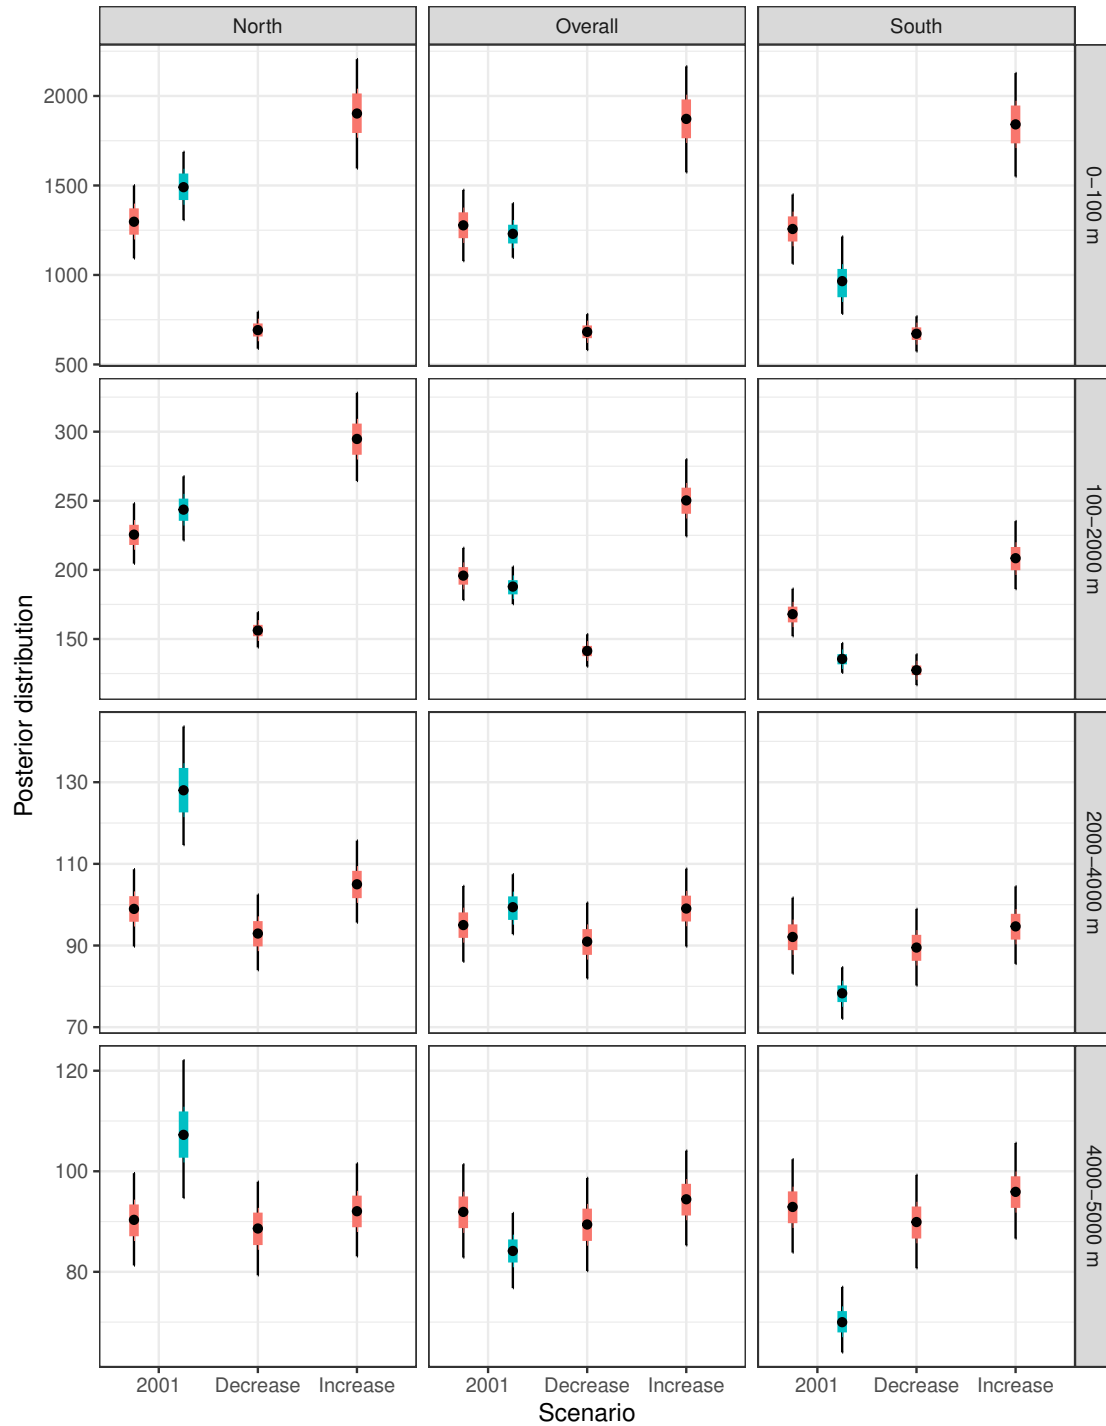 North Overall South
2000
1500
1000
500
0−100 m
300
250
200
150
100−2000 m
130
110
90
70
2000−4000 m
120
100
80
4000−5000 m
Posterior distribution
2001 Decrease Increase 2001 Decrease Increase 2001 Decrease Increase
Scenario